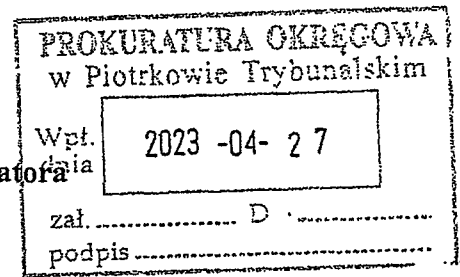 PROKURATURA OKRĘGOWA
w Piotrkowie Trybunalskim
Wpł.
dnia
2023 -04- 27
atora
zał. ................ D . ................
podpis ................................